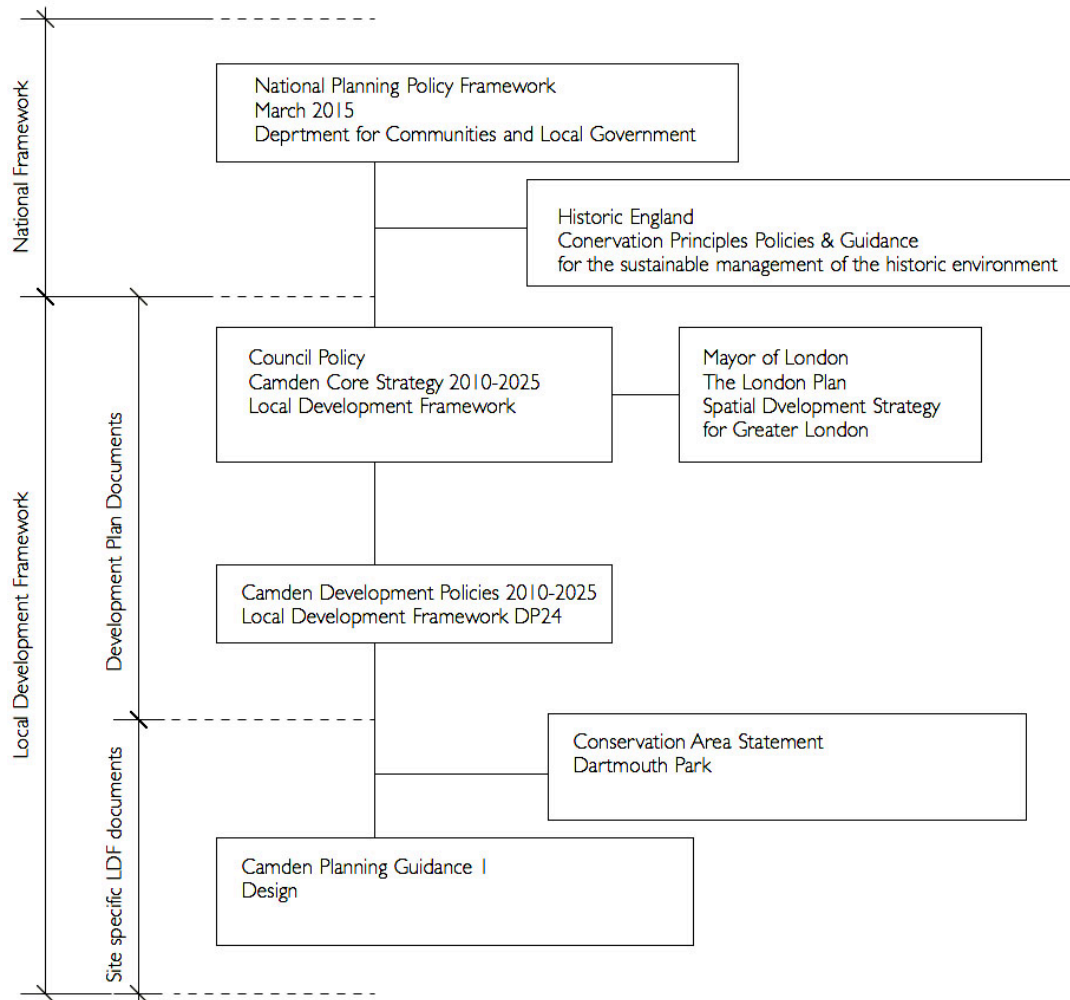 National Framework
National Planning Policy Framework
March 2015
Deprtment for Communities and Local Government
Historic England
Conervation Principles Policies & Guidance
for the sustainable management of the historic environment
Local Development Framework
Development Plan Documents
Council Policy
Camden Core Strategy 2010-2025
Local Development Framework
Mayor of London
The London Plan
Spatial Dvelopment Strategy
for Greater London
Camden Development Policies 2010-2025
Local Development Framework DP24
Site specific LDF documents
Conservation Area Statement
Dartmouth Park
Camden Planning Guidance 1
Design